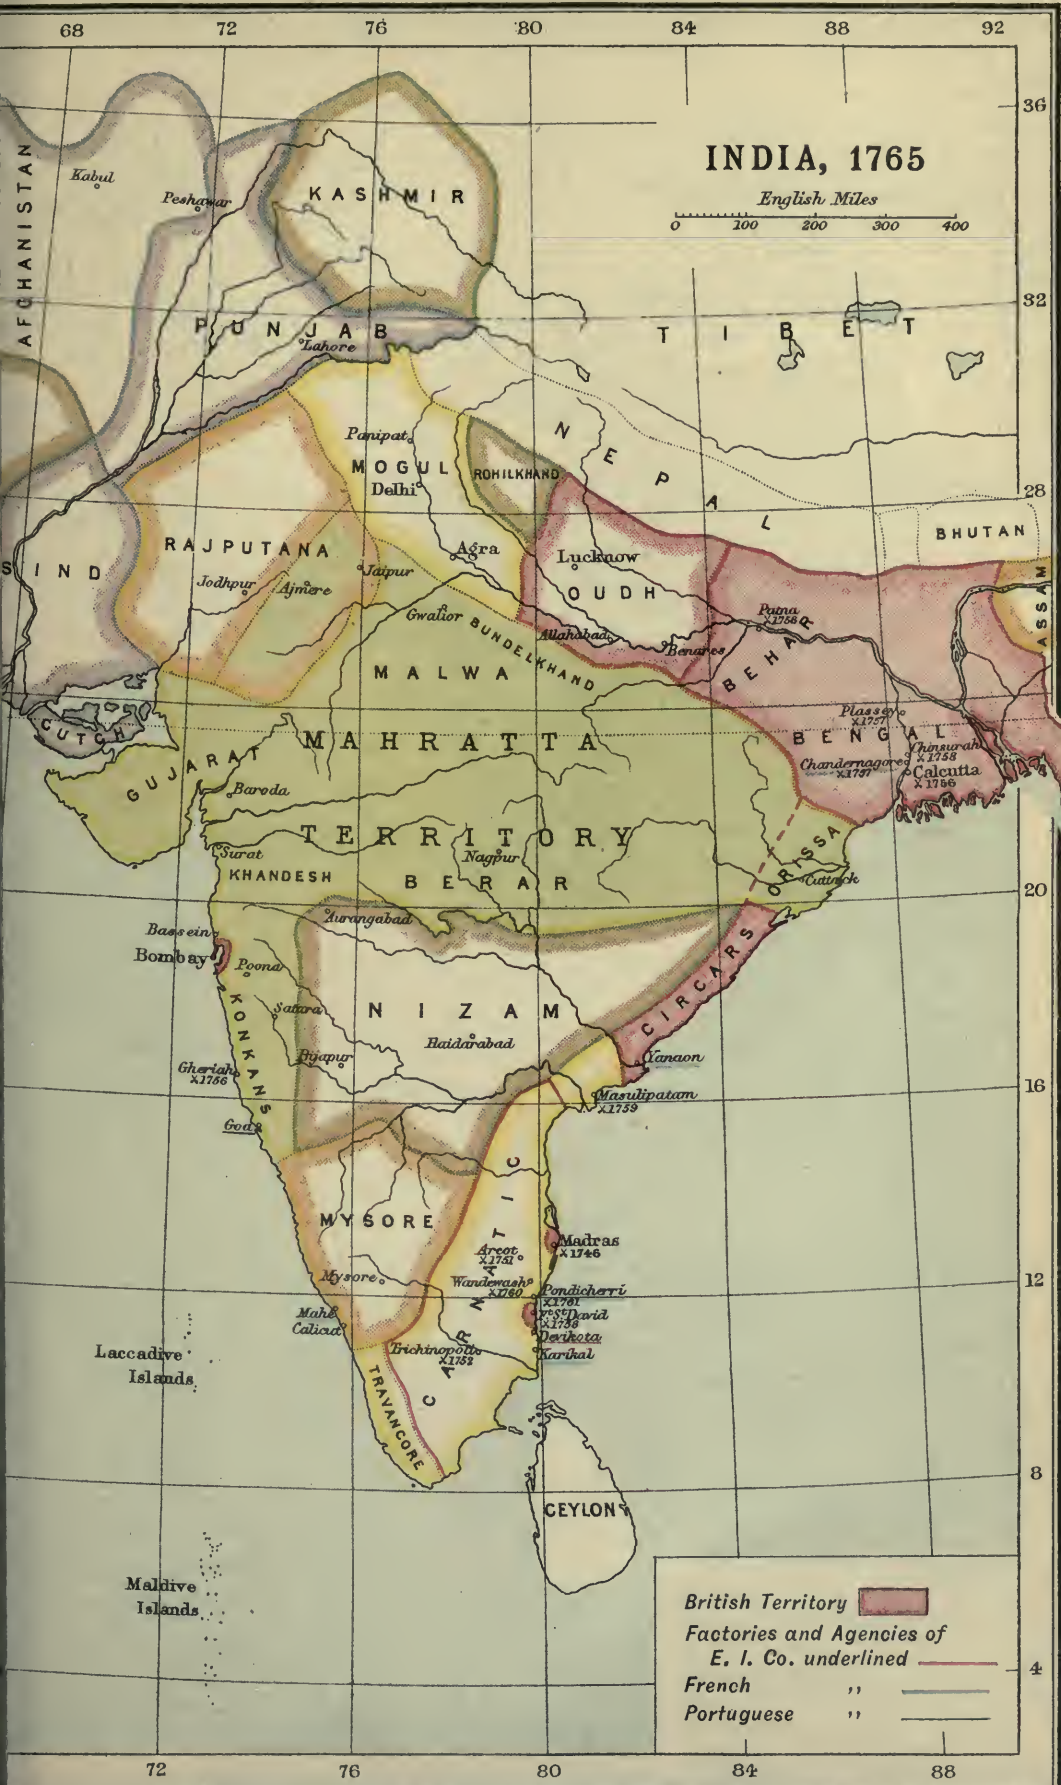 68 72 76 80 84 88 92
INDIA, 1765
English Miles
0 100 200 300 400
36
32
28
20
16
12
8
4
AFGHANISTAN
Kabul
Peshawar
KASHMIR
PUNJAB
Lahore
TIBET
Panipat
MOGUL
Delhi
ROHILKHAND
NEPAL
BHUTAN
ASSAM
SIND
RAJPUTANA
Jodhpur
Ajmere
Jaipur
Agra
Lucknow
OUDH
Gwalior
BUNDELKHAND
Allahabad
Benares
Patna
X1756
BEHAR
MALWA
CUTCH
GUJARAT
MAHRATTA
Plassey
X1757
BENGAL
Chinsurah
X1758
Chandernagore
X1757
Calcutta
X1756
Baroda
TERRITORY
Surat
KHANDESH
Nagpur
BERAR
ORISSA
Cuttack
Aurangabad
Bassein
Bombay
Poona
CIRCARS
KONKANS
Satara
NIZAM
Haidarabad
Bijapur
Yanaon
Gheriah
X1756
Masulipatam
X1759
Goa
MYSORE
CARNATIC
Madras
X1746
Arcot
X1751
Mysore
Wandewash
X1760
Pondicherri
X1761
Ft St David
X1758
Mahé
Calicut
Devikota
Trichinopoli
X1752
Karikal
Laccadive
Islands
TRAVANCORE
CEYLON
Maldive
Islands
British Territory
Factories and Agencies of
E. I. Co. underlined
French ,,
Portuguese ,,
72 76 80 84 88